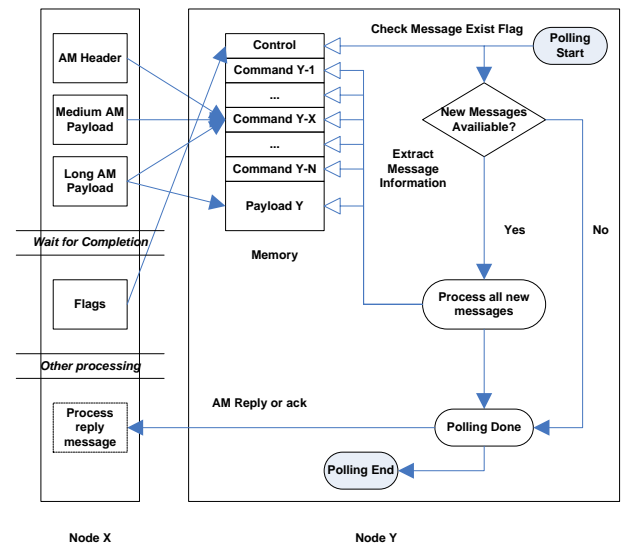 AM Header
Medium AM
Payload
Long AM
Payload
Wait for Completion
Flags
Other processing
Process
reply
message
Node X
Control
Command Y-1
...
Command Y-X
...
Command Y-N
Payload Y
Memory
Check Message Exist Flag
Polling
Start
New Messages
Availiable?
Extract
Message
Information
Yes
No
Process all new
messages
AM Reply or ack
Polling Done
Polling End
Node Y